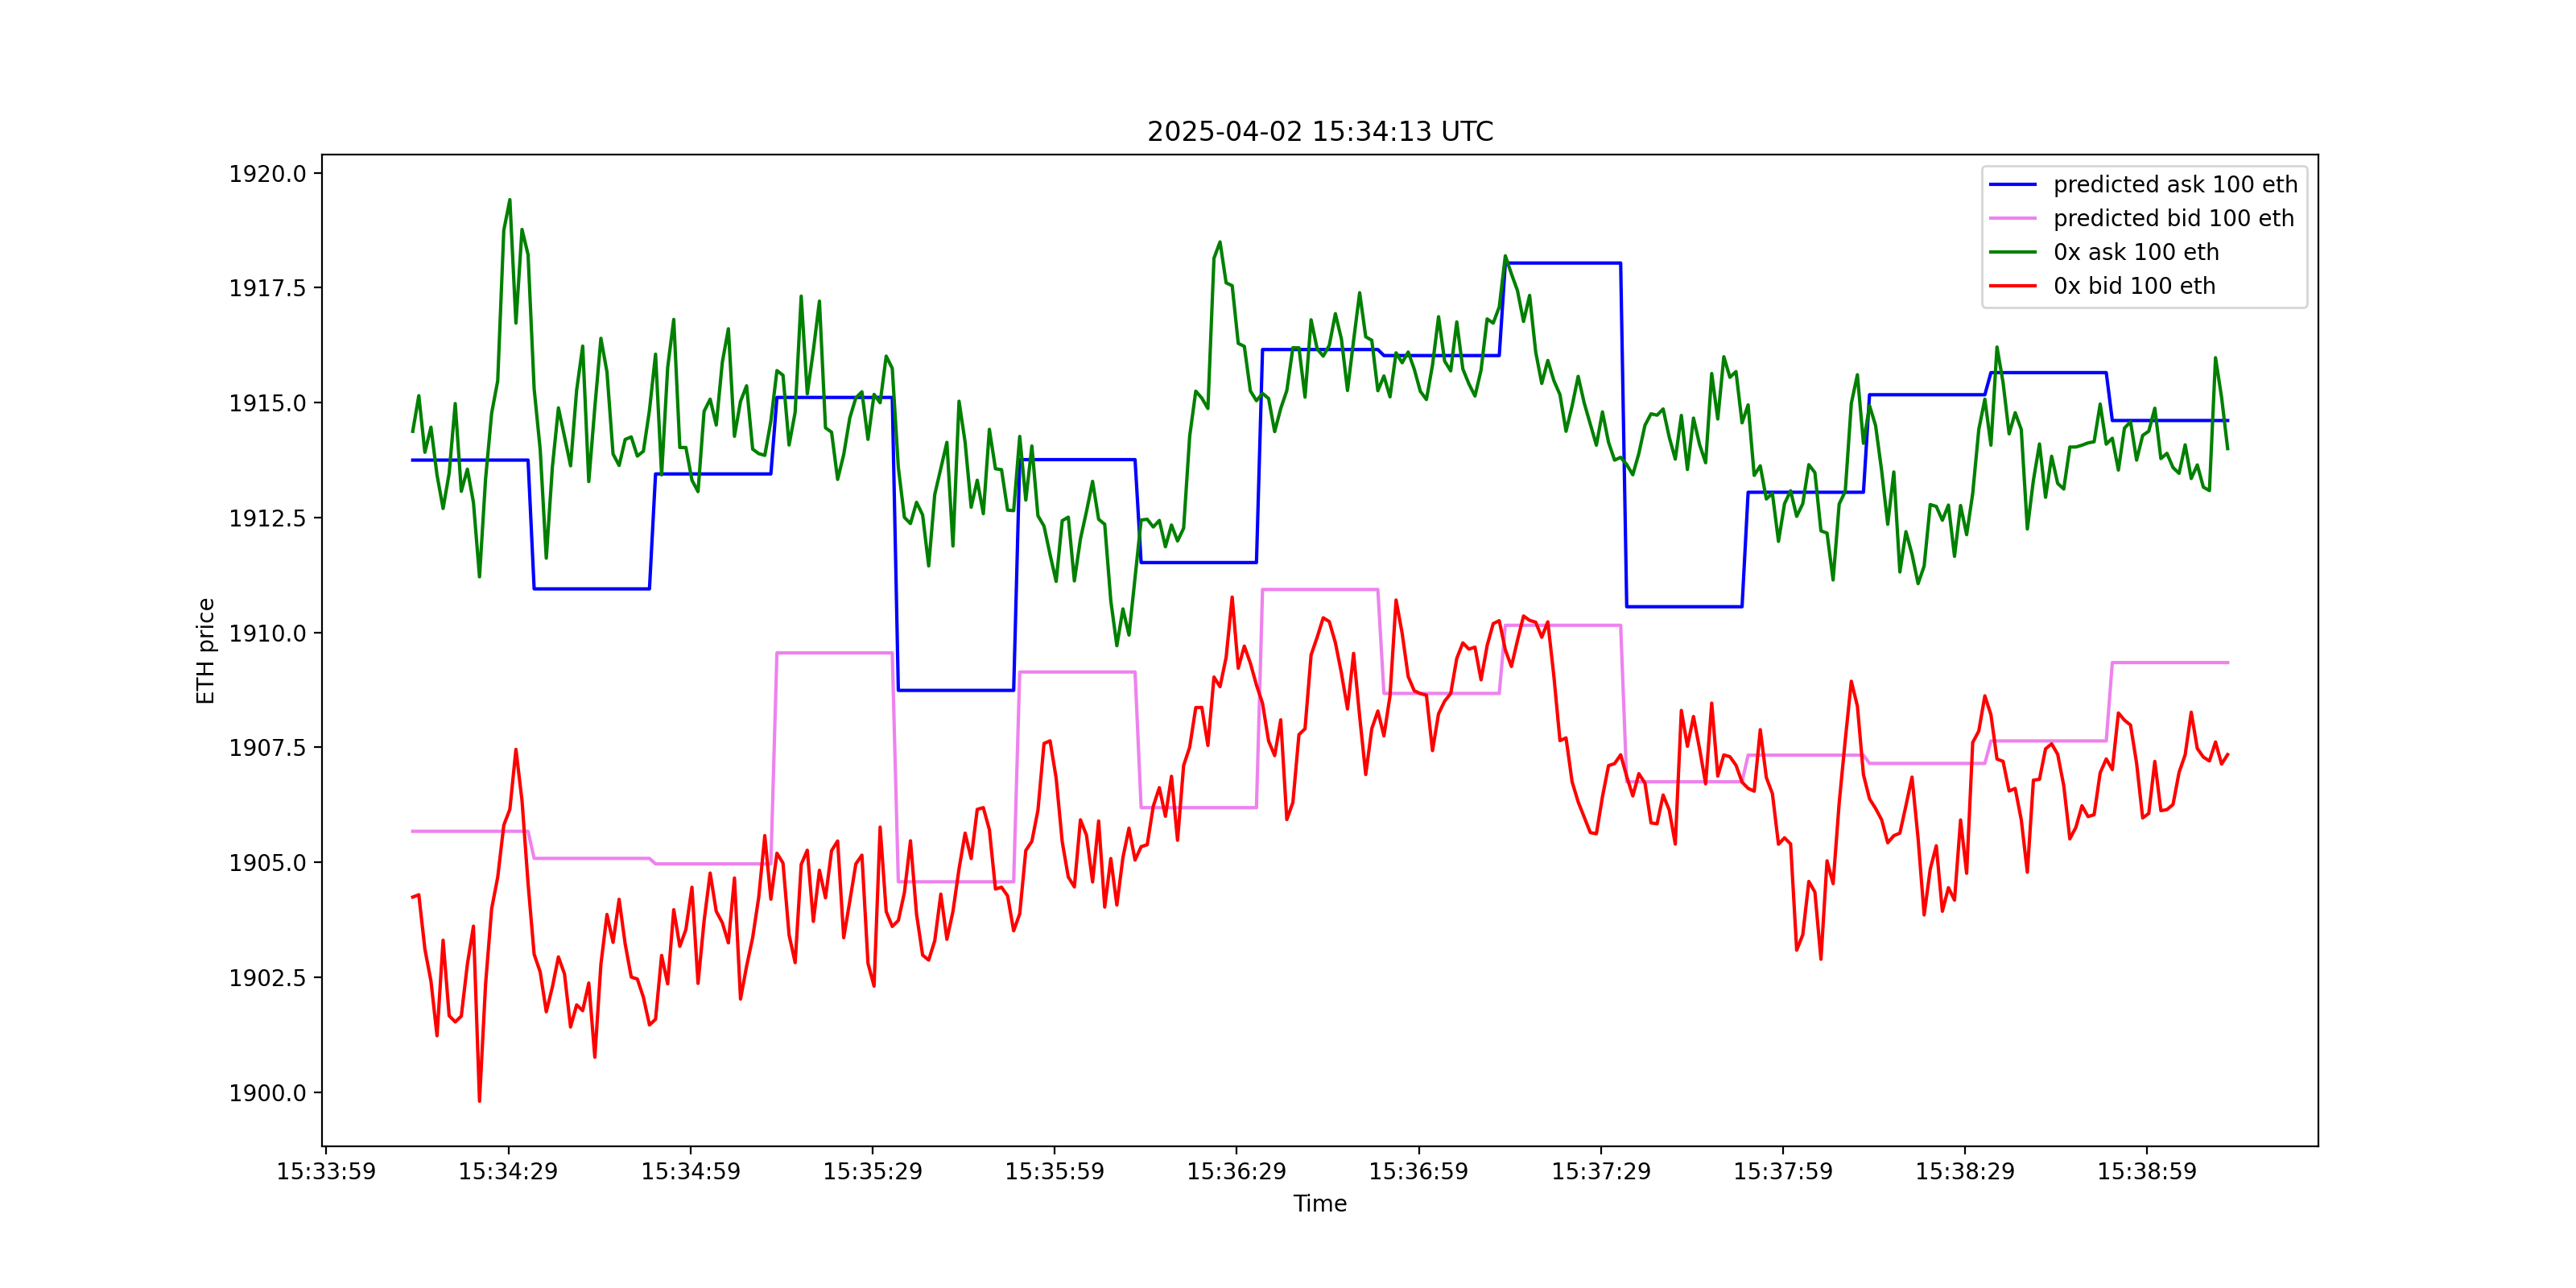 2025-04-02 15:34:13 UTC
predicted ask 100 eth
predicted bid 100 eth
0x ask 100 eth
0x bid 100 eth
ETH price
1920.0
1917.5
1915.0
1912.5
1910.0
1907.5
1905.0
1902.5
1900.0
15:33:59 15:34:29 15:34:59 15:35:29 15:35:59 15:36:29 15:36:59 15:37:29 15:37:59 15:38:29 15:38:59
Time